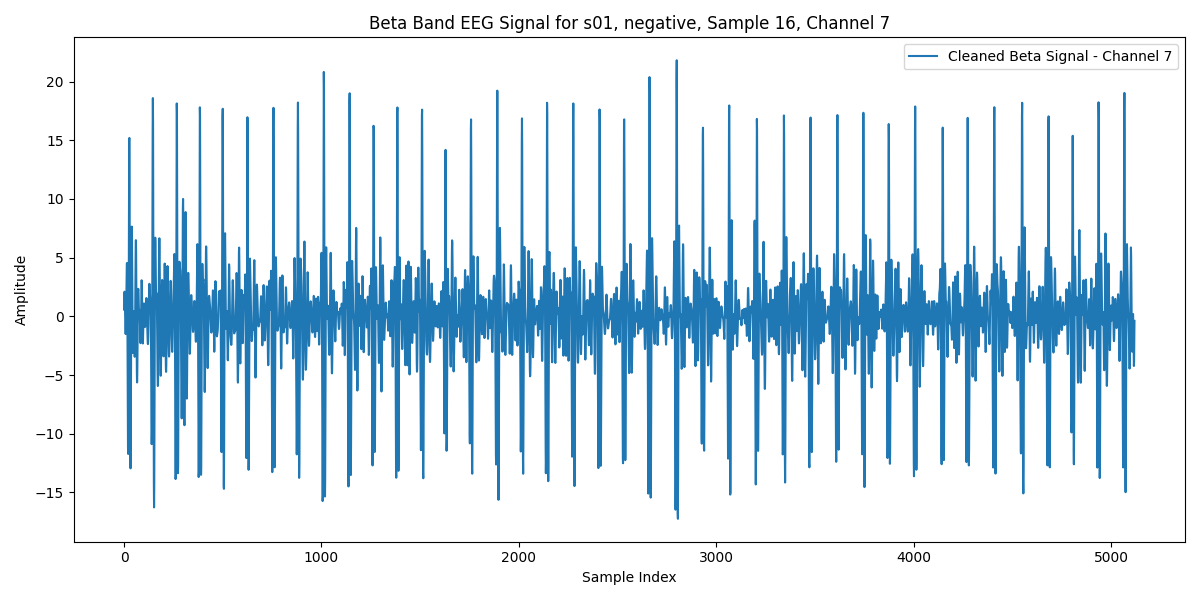 Beta Band EEG Signal for s01, negative, Sample 16, Channel 7
Cleaned Beta Signal - Channel 7
Amplitude
20
15
10
5
0
−5
−10
−15
0 1000 2000 3000 4000 5000
Sample Index